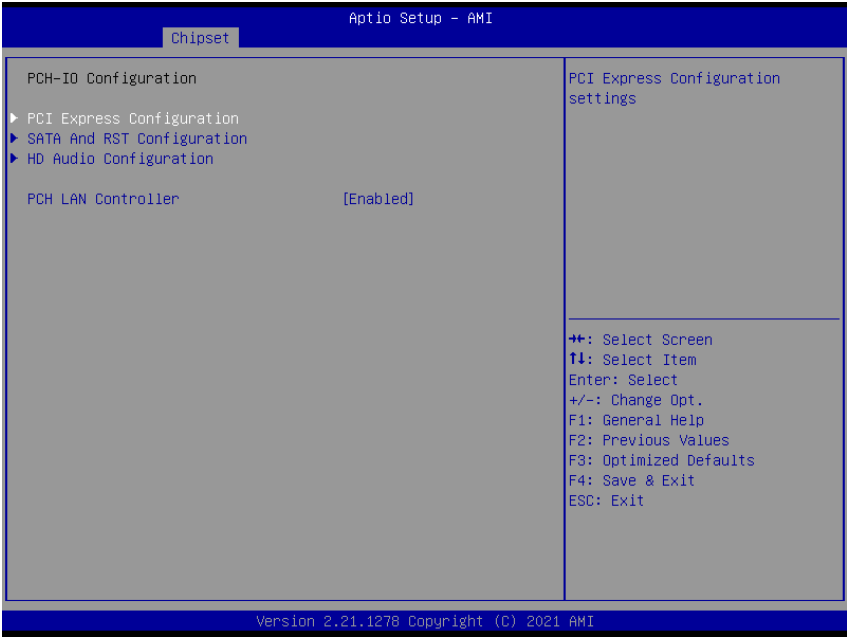 Aptio Setup – AMI
Chipset
PCH-IO Configuration
▶ PCI Express Configuration
▶ SATA And RST Configuration
▶ HD Audio Configuration
PCH LAN Controller [Enabled]
PCI Express Configuration
settings
→←: Select Screen
↑↓: Select Item
Enter: Select
+/-: Change Opt.
F1: General Help
F2: Previous Values
F3: Optimized Defaults
F4: Save & Exit
ESC: Exit
Version 2.21.1278 Copyright (C) 2021 AMI